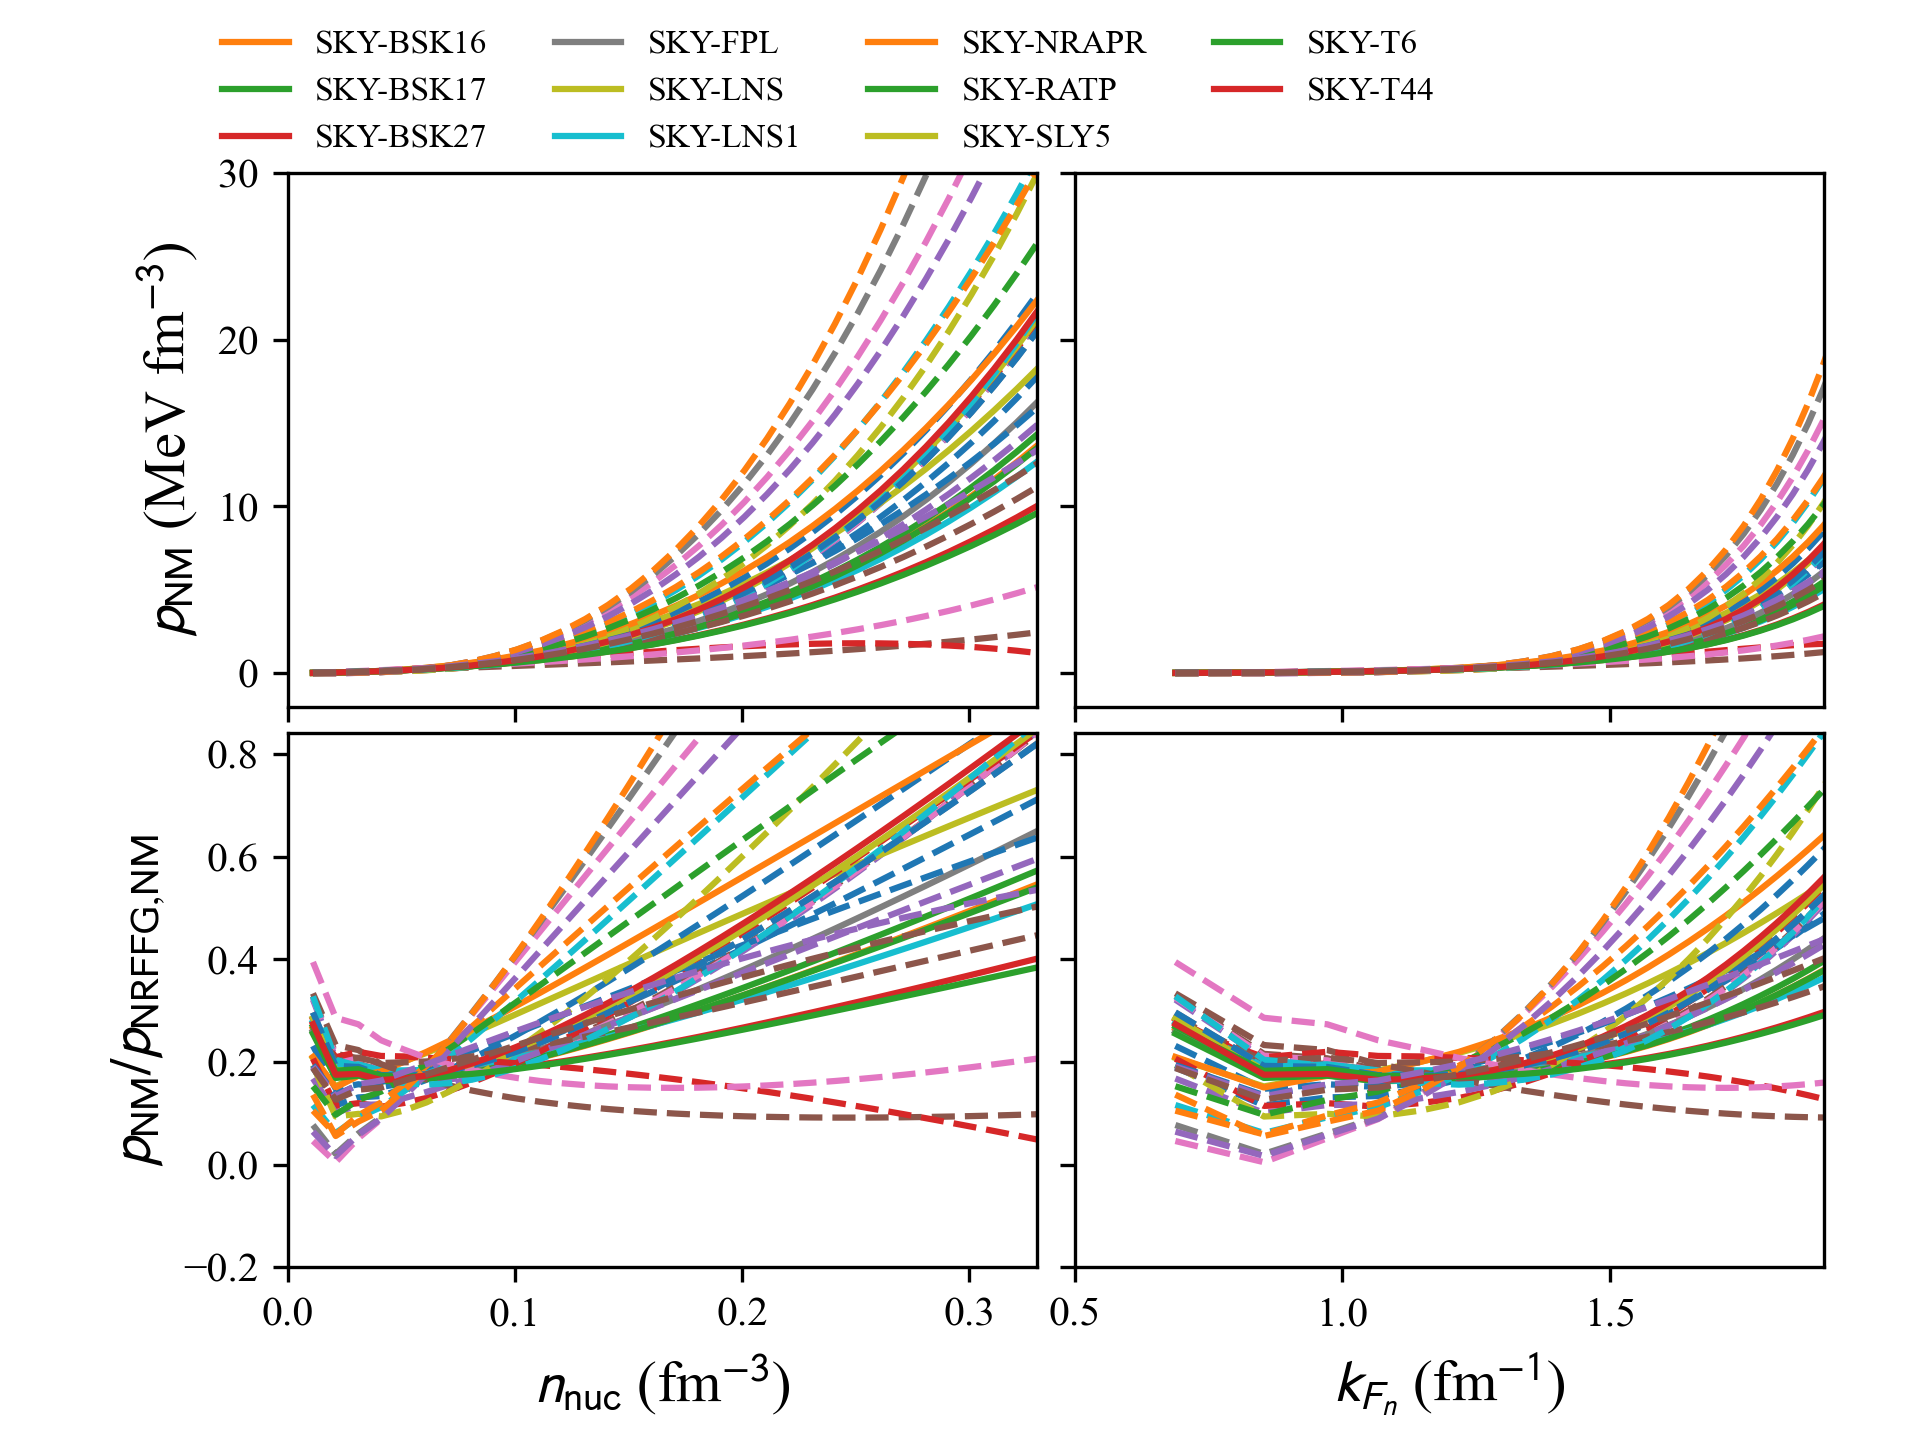 SKY-BSK16 SKY-FPL SKY-NRAPR SKY-T6
SKY-BSK17 SKY-LNS SKY-RATP SKY-T44
SKY-BSK27 SKY-LNS1 SKY-SLY5
30
20
10
0
p_NM (MeV fm⁻³)
0.8
0.6
0.4
0.2
0.0
−0.2
p_NM/p_NRFFG,NM
0.0 0.1 0.2 0.3 0.5 1.0 1.5
n_nuc (fm⁻³) k_{F_n} (fm⁻¹)